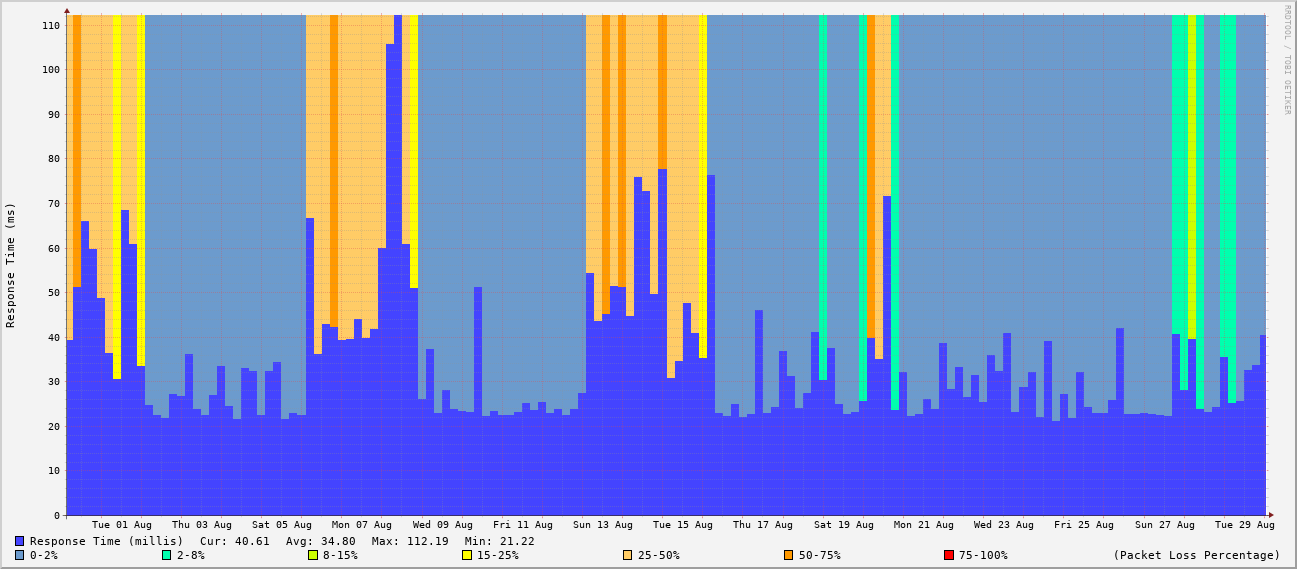 RRDTOOL / TOBI OETIKER
Response Time (ms)
110
100
90
80
70
60
50
40
30
20
10
0
Tue 01 Aug Thu 03 Aug Sat 05 Aug Mon 07 Aug Wed 09 Aug Fri 11 Aug Sun 13 Aug Tue 15 Aug Thu 17 Aug Sat 19 Aug Mon 21 Aug Wed 23 Aug Fri 25 Aug Sun 27 Aug Tue 29 Aug
Response Time (millis) Cur: 40.61 Avg: 34.80 Max: 112.19 Min: 21.22
0-2% 2-8% 8-15% 15-25% 25-50% 50-75% 75-100% (Packet Loss Percentage)